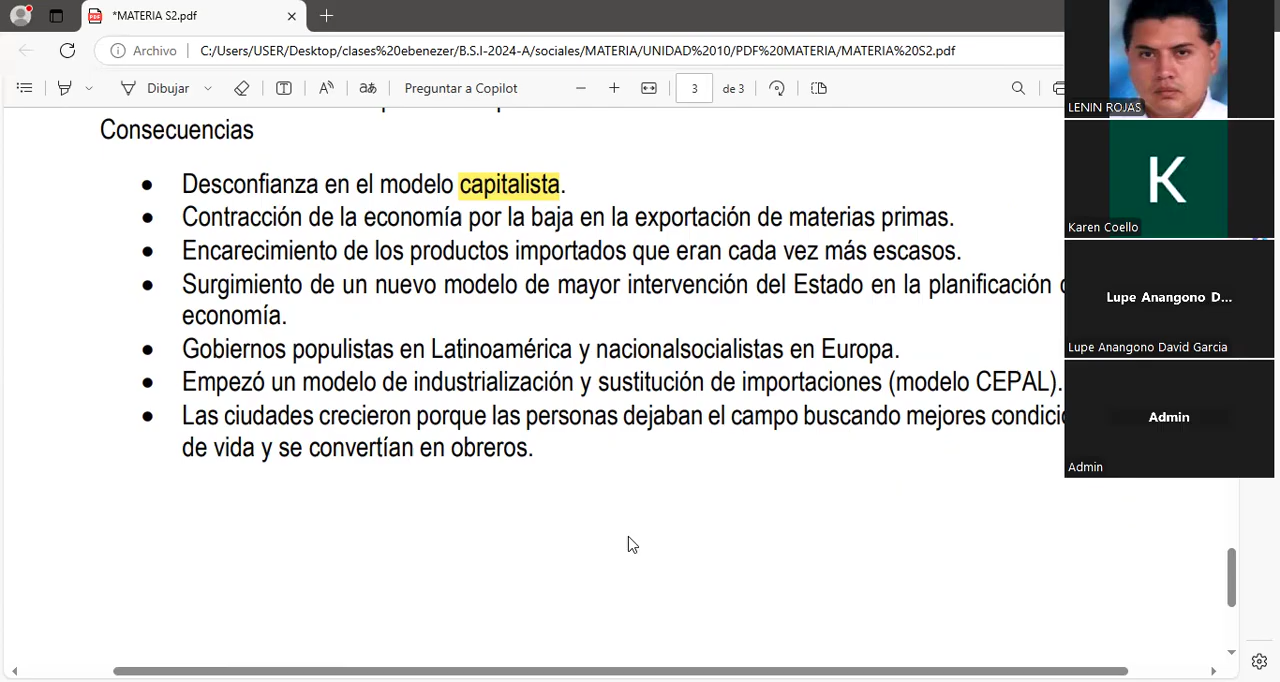 *MATERIA S2.pdf
Archivo
C:/Users/USER/Desktop/clases%20ebenezer/B.S.I-2024-A/sociales/MATERIA/UNIDAD%2010/PDF%20MATERIA/MATERIA%20S2.pdf
Dibujar
Preguntar a Copilot
3
de 3
Consecuencias
• Desconfianza en el modelo capitalista.
• Contracción de la economía por la baja en la exportación de materias primas.
• Encarecimiento de los productos importados que eran cada vez más escasos.
• Surgimiento de un nuevo modelo de mayor intervención del Estado en la planificación
economía.
• Gobiernos populistas en Latinoamérica y nacionalsocialistas en Europa.
• Empezó un modelo de industrialización y sustitución de importaciones (modelo CEPAL).
• Las ciudades crecieron porque las personas dejaban el campo buscando mejores condicio
de vida y se convertían en obreros.
LENIN ROJAS
K
Karen Coello
Lupe Anangono D...
Lupe Anangono David Garcia
Admin
Admin